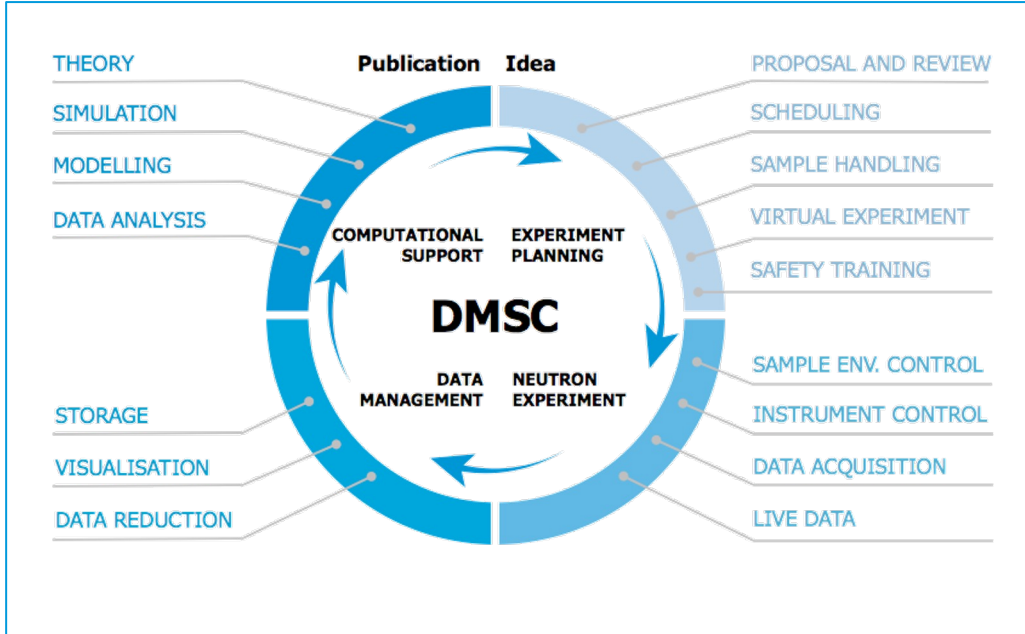 Publication Idea
THEORY
SIMULATION
MODELLING
DATA ANALYSIS
STORAGE
VISUALISATION
DATA REDUCTION
COMPUTATIONAL
SUPPORT
EXPERIMENT
PLANNING
DMSC
DATA
MANAGEMENT
NEUTRON
EXPERIMENT
PROPOSAL AND REVIEW
SCHEDULING
SAMPLE HANDLING
VIRTUAL EXPERIMENT
SAFETY TRAINING
SAMPLE ENV. CONTROL
INSTRUMENT CONTROL
DATA ACQUISITION
LIVE DATA